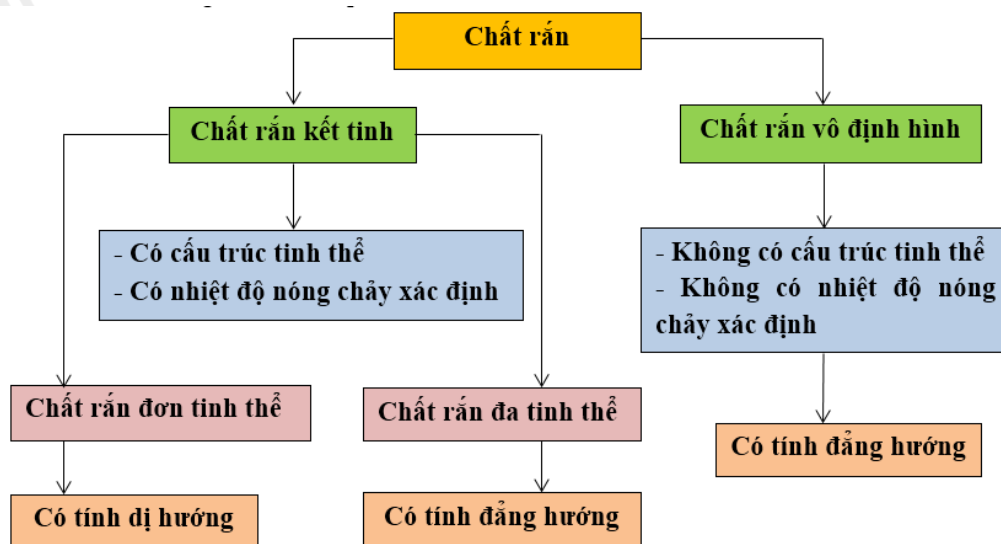 Chất rắn
Chất rắn kết tinh
Chất rắn vô định hình
- Có cấu trúc tinh thể
- Có nhiệt độ nóng chảy xác định
- Không có cấu trúc tinh thể
- Không có nhiệt độ nóng
chảy xác định
Chất rắn đơn tinh thể
Chất rắn đa tinh thể
Có tính đẳng hướng
Có tính dị hướng
Có tính đẳng hướng